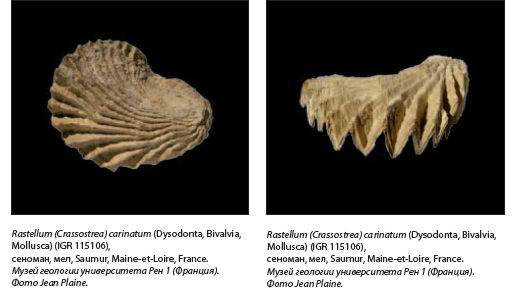 Rastellum (Crassostrea) carinatum (Dysodonta, Bivalvia,
Mollusca) (IGR 115106),
сеноман, мел, Saumur, Maine-et-Loire, France.
Музей геологии университета Рен 1 (Франция).
Фото Jean Plaine.
Rastellum (Crassostrea) carinatum (Dysodonta, Bivalvia,
Mollusca) (IGR 115106),
сеноман, мел, Saumur, Maine-et-Loire, France.
Музей геологии университета Рен 1 (Франция).
Фото Jean Plaine.